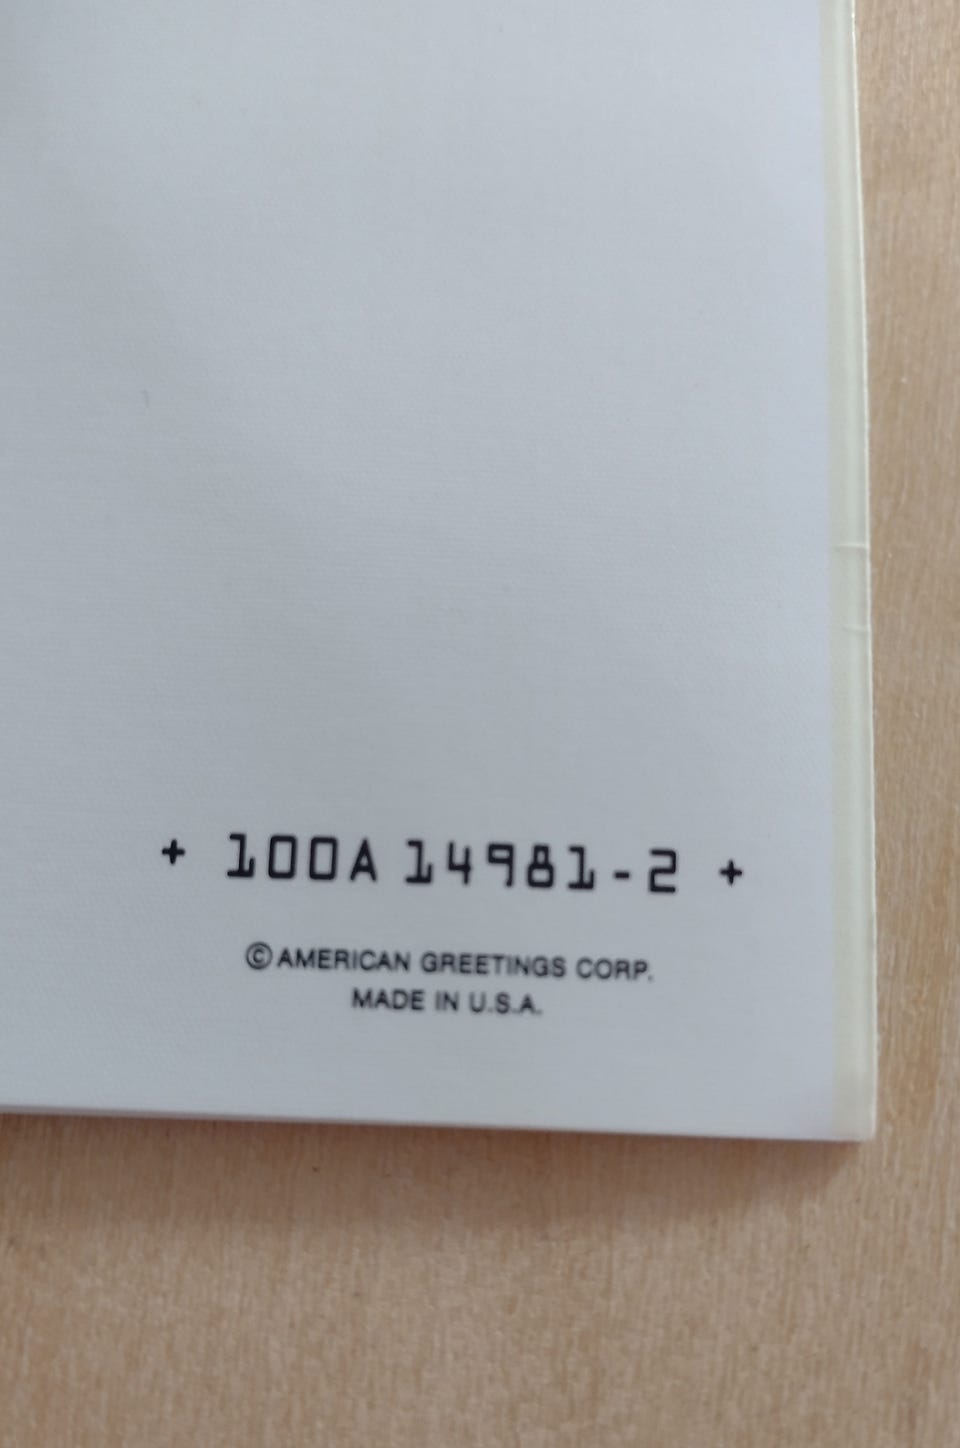 + 100A 14981-2 +
©AMERICAN GREETINGS CORP.
MADE IN U.S.A.